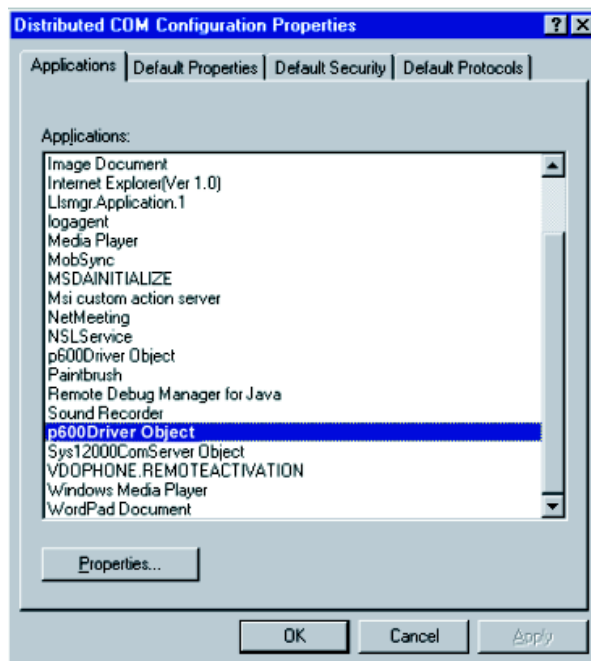 Distributed COM Configuration Properties
Applications
Default Properties
Default Security
Default Protocols
Applications:
Image Document
Internet Explorer(Ver 1.0)
Llsmgr.Application.1
logagent
Media Player
MobSync
MSDAINITIALIZE
Msi custom action server
NetMeeting
NSLService
p600Driver Object
Paintbrush
Remote Debug Manager for Java
Sound Recorder
p600Driver Object
Sys12000ComServer Object
VDOPHONE.REMOTEACTIVATION
Windows Media Player
WordPad Document
Properties...
OK
Cancel
Apply